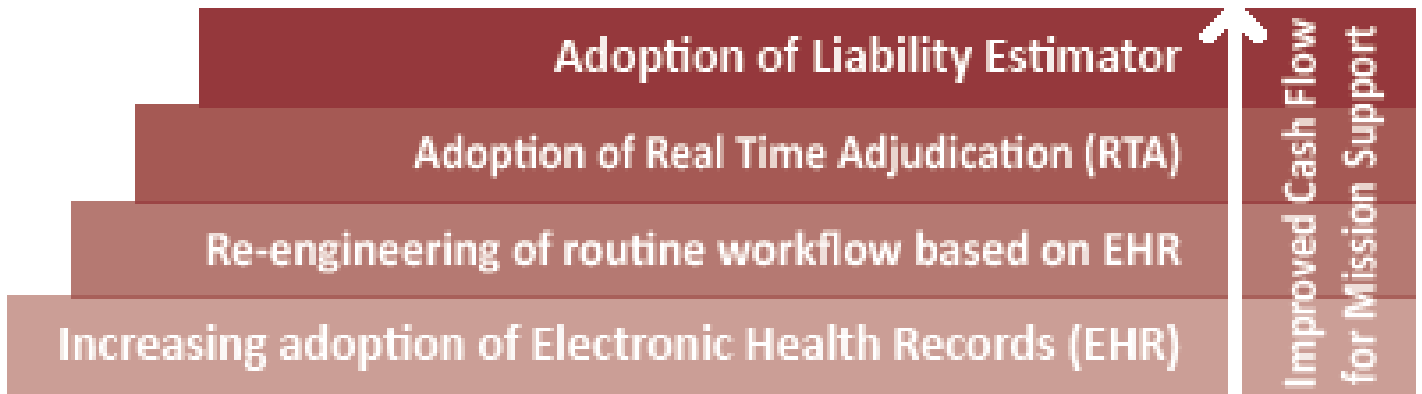 Adoption of Liability Estimator
Adoption of Real Time Adjudication (RTA)
Re-engineering of routine workflow based on EHR
Increasing adoption of Electronic Health Records (EHR)
Improved Cash Flow
for Mission Support